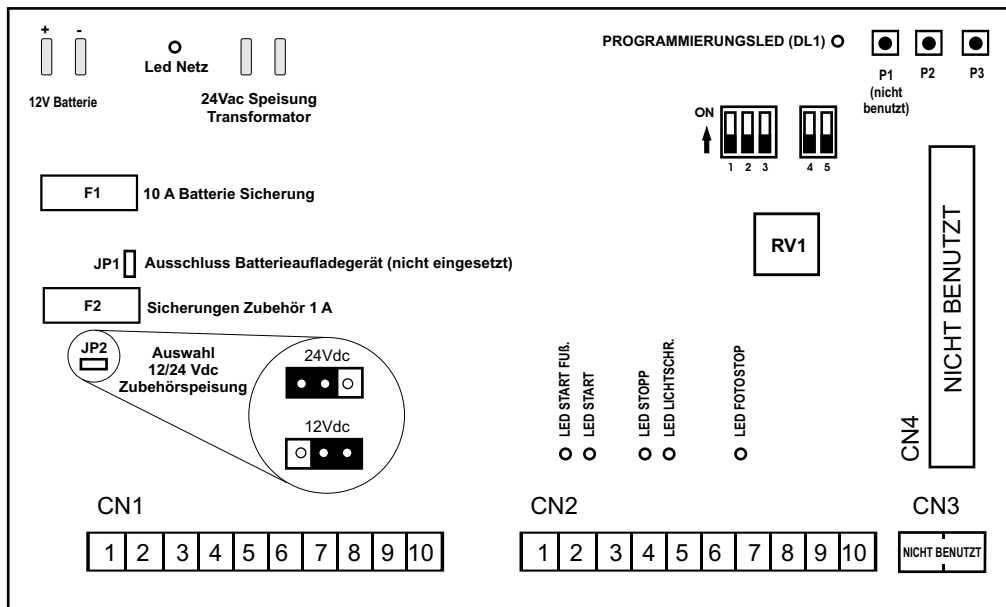 + -
Led Netz
12V Batterie
24Vac Speisung
Transformator
PROGRAMMIERUNGSLED (DL1)
P1
(nicht
benutzt)
P2
P3
ON
1 2 3 4 5
F1
10 A Batterie Sicherung
JP1
Ausschluss Batterieaufladegerät (nicht eingesetzt)
F2
Sicherungen Zubehör 1 A
JP2
Auswahl
12/24 Vdc
Zubehörspeisung
24Vdc
12Vdc
RV1
LED START FUß.
LED START
LED STOPP
LED LICHTSCHR.
LED FOTOSTOP
NICHT BENUTZT
CN4
CN1
1 2 3 4 5 6 7 8 9 10
CN2
1 2 3 4 5 6 7 8 9 10
CN3
NICHT BENUTZT